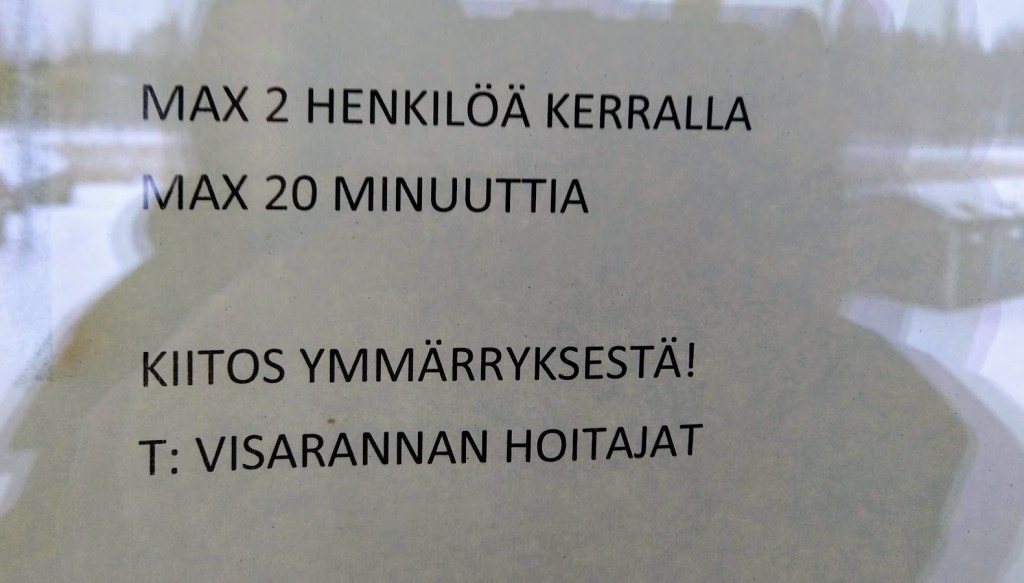 MAX 2 HENKILÖÄ KERRALLA
MAX 20 MINUUTTIA
KIITOS YMMÄRRYKSESTÄ!
T: VISARANNAN HOITAJAT